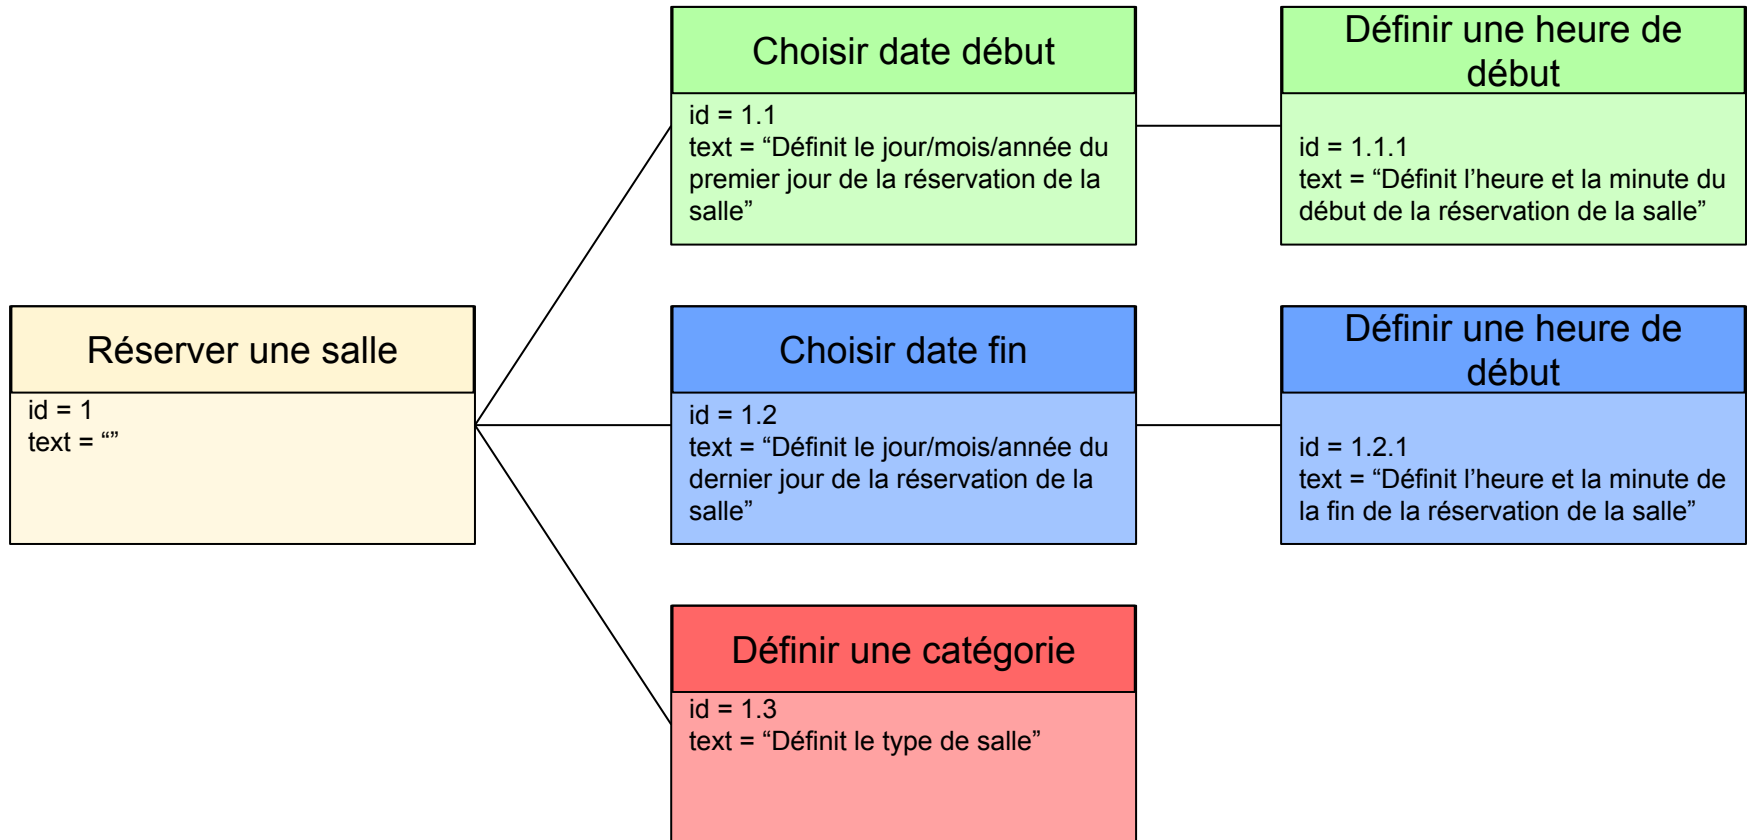 Choisir date début
id = 1.1
text = “Définit le jour/mois/année du
premier jour de la réservation de la
salle”
Définir une heure de
début
id = 1.1.1
text = “Définit l’heure et la minute du
début de la réservation de la salle”
Réserver une salle
id = 1
text = “”
Choisir date fin
id = 1.2
text = “Définit le jour/mois/année du
dernier jour de la réservation de la
salle”
Définir une heure de
début
id = 1.2.1
text = “Définit l’heure et la minute de
la fin de la réservation de la salle”
Définir une catégorie
id = 1.3
text = “Définit le type de salle”